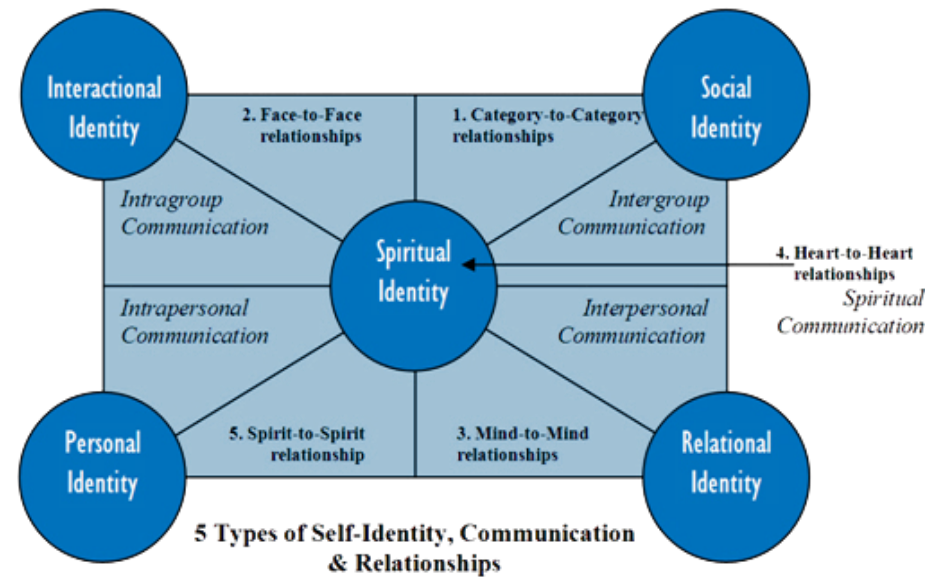 Interactional
Identity
Social
Identity
2. Face-to-Face
relationships
1. Category-to-Category
relationships
Intragroup
Communication
Intergroup
Communication
Spiritual
Identity
4. Heart-to-Heart
relationships
Spiritual
Communication
Intrapersonal
Communication
Interpersonal
Communication
Personal
Identity
5. Spirit-to-Spirit
relationship
3. Mind-to-Mind
relationships
Relational
Identity
5 Types of Self-Identity, Communication
& Relationships